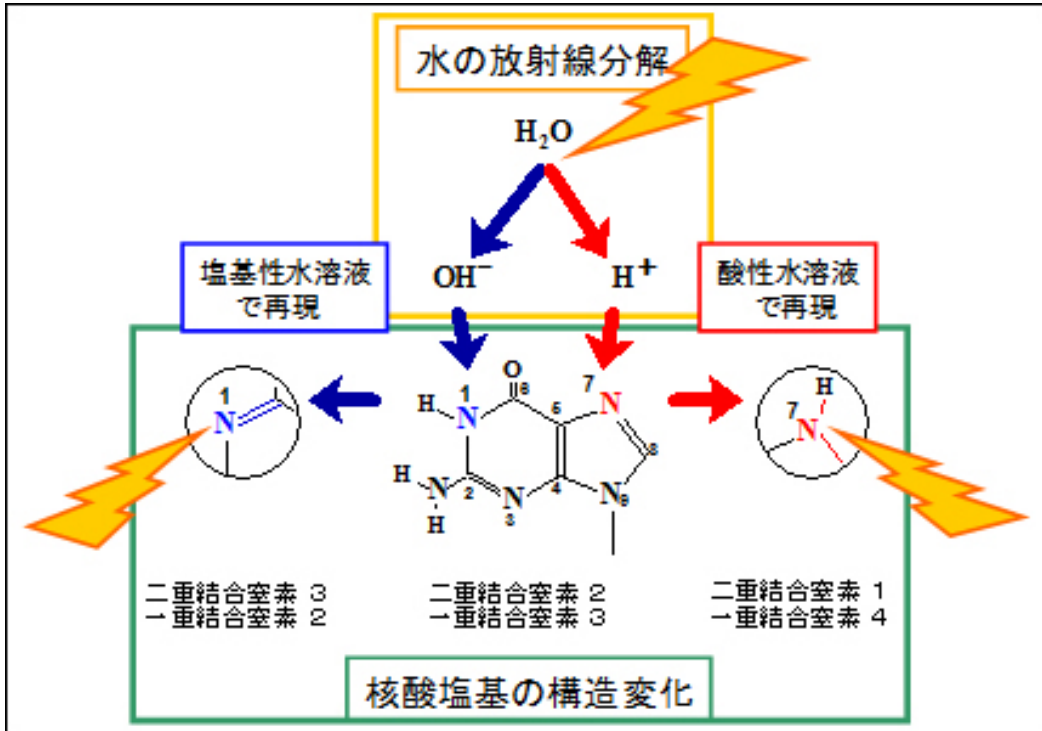 水の放射線分解
H₂O
塩基性水溶液
で再現
OH⁻
H⁺
酸性水溶液
で再現
1
N
H
1
N
O
6
5
7
N
8
9
N
4
3
N
2
N
H
H
7
H
N
二重結合窒素 3
一重結合窒素 2
二重結合窒素 2
一重結合窒素 3
二重結合窒素 1
一重結合窒素 4
核酸塩基の構造変化